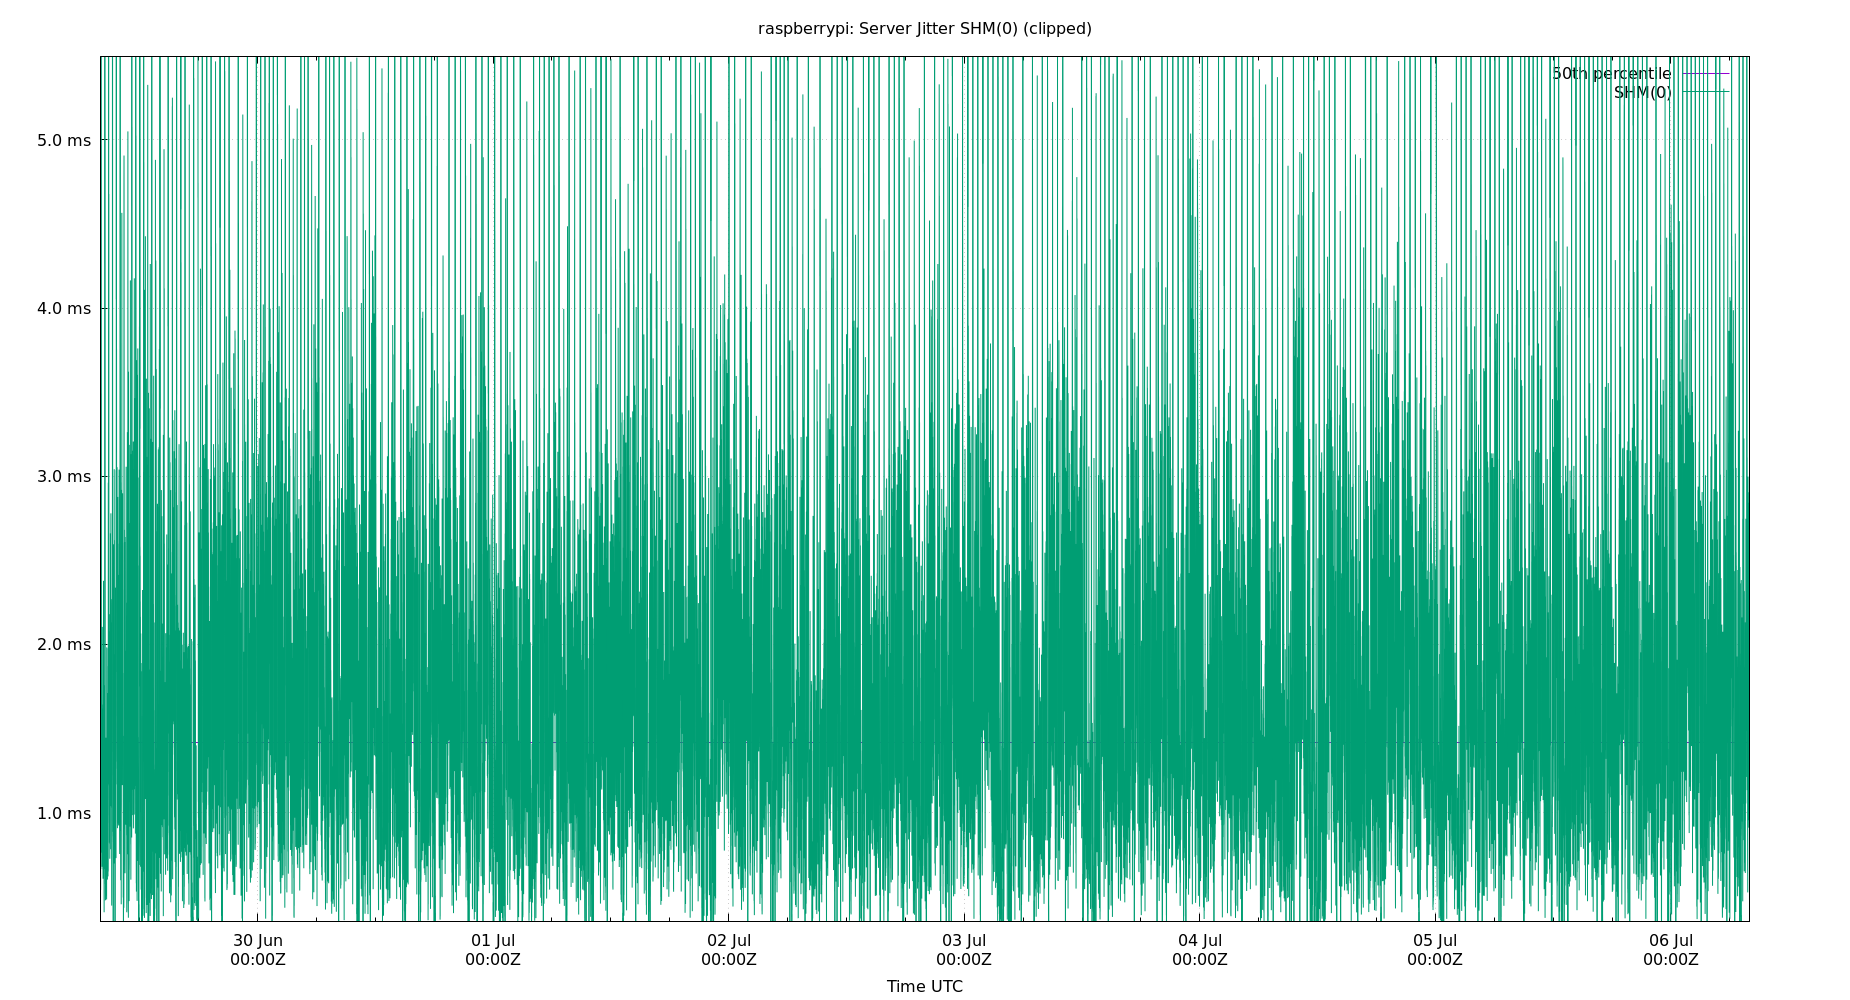 raspberrypi: Server Jitter SHM(0) (clipped)
50th percentile
SHM(0)
5.0 ms
4.0 ms
3.0 ms
2.0 ms
1.0 ms
30 Jun 01 Jul 02 Jul 03 Jul 04 Jul 05 Jul 06 Jul
00:00Z 00:00Z 00:00Z 00:00Z 00:00Z 00:00Z 00:00Z
Time UTC